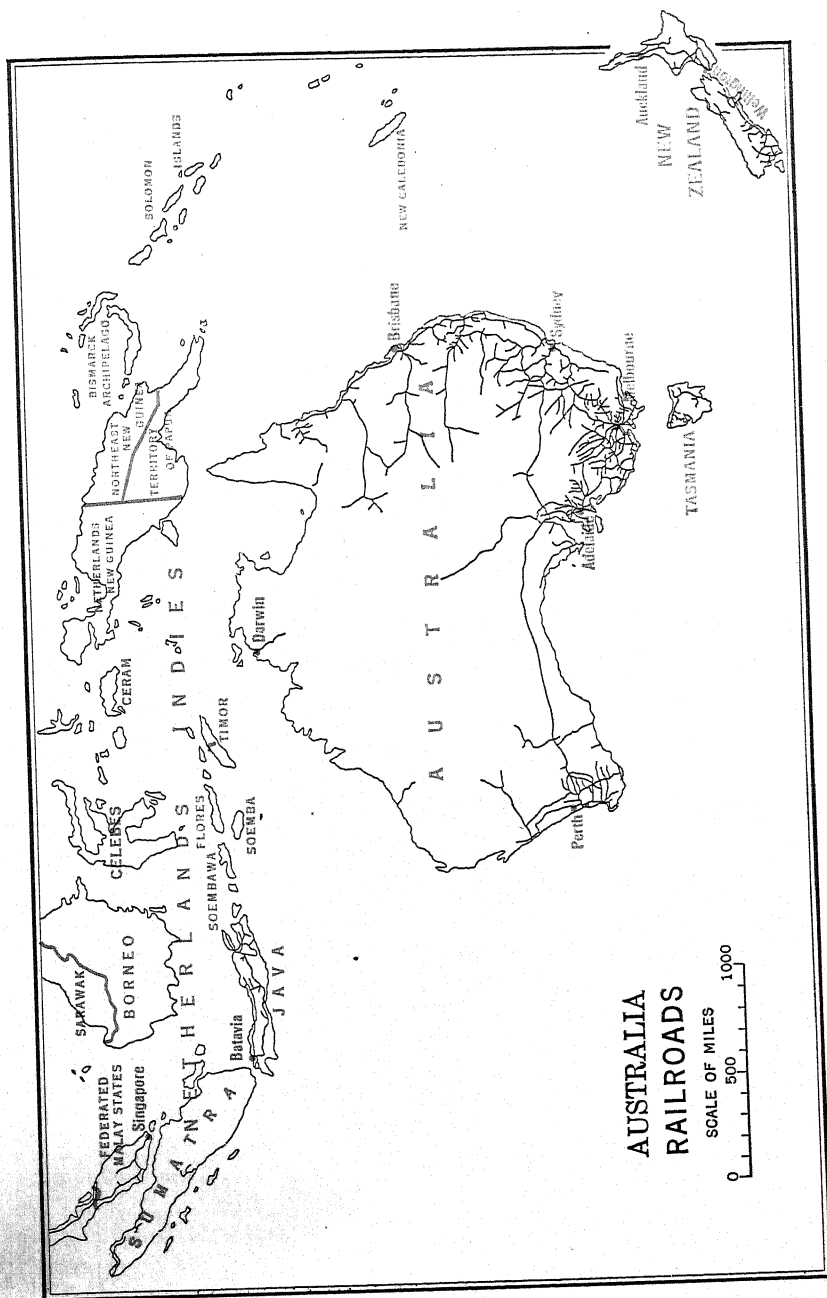 FEDERATED
MALAY STATES
Singapore
SUMATRA
SARAWAK
BORNEO
CELEBES
CERAM
NETHERLANDS
NEW GUINEA
NORTHEAST
NEW
GUINEA
TERRITORY
OF PAPUA
BISMARCK
ARCHIPELAGO
SOLOMON
ISLANDS
NETHERLANDS INDIES
Batavia
JAVA
SOEMBAWA
FLORES
SOEMBA
TIMOR
Darwin
AUSTRALIA
Brisbane
Sydney
Melbourne
Adelaide
Perth
TASMANIA
NEW CALEDONIA
Auckland
Wellington
NEW
ZEALAND
AUSTRALIA
RAILROADS
SCALE OF MILES
0 500 1000